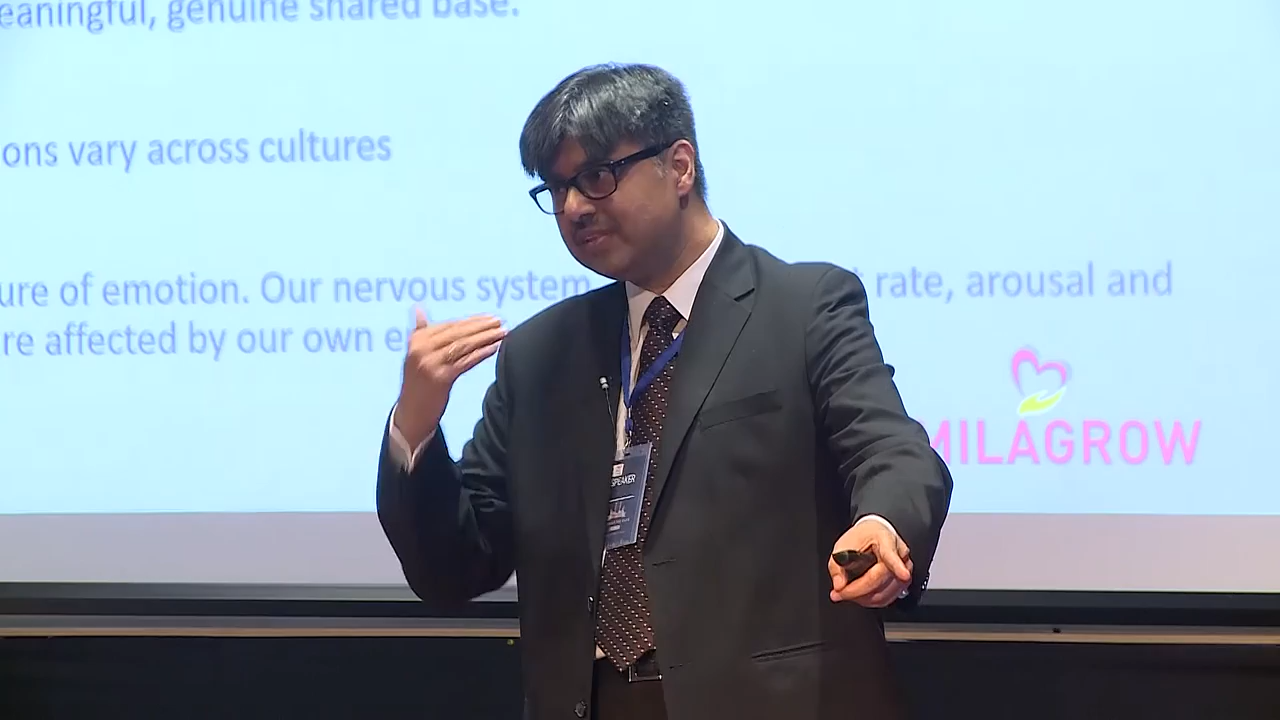 eaningful, genuine shared base.
ons vary across cultures
ure of emotion. Our nervous system rate, arousal and
re affected by our own e
MILAGROW
SPEAKER